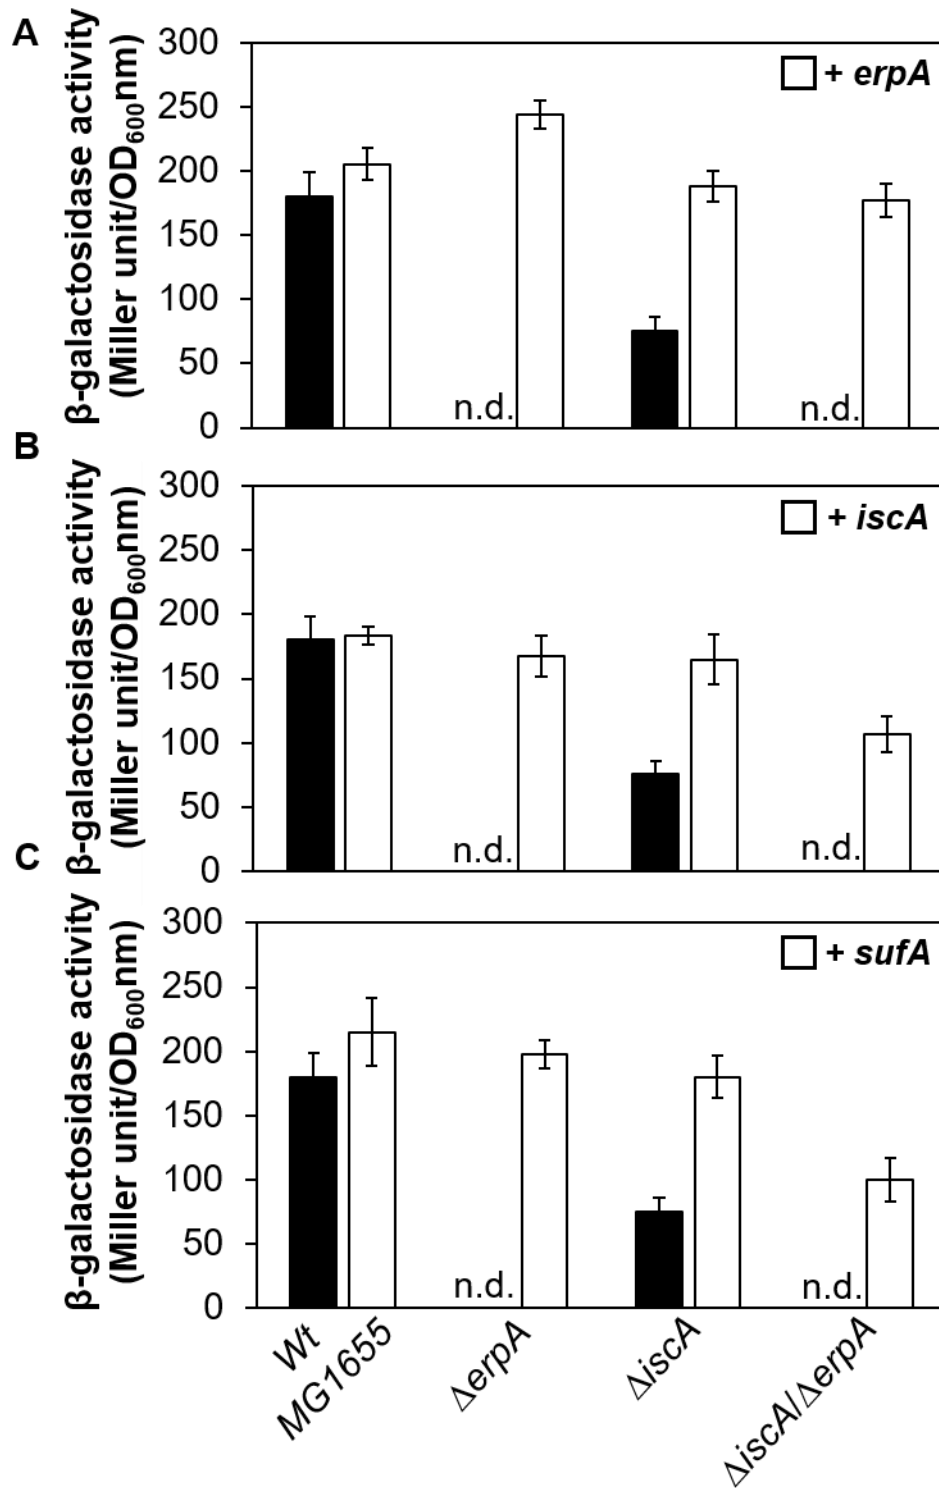 A
β-galactosidase activity
(Miller unit/OD600nm)
300
250
200
150
100
50
0
+ erpA
n.d.
n.d.
B
β-galactosidase activity
(Miller unit/OD600nm)
300
250
200
150
100
50
0
+ iscA
n.d.
n.d.
C
β-galactosidase activity
(Miller unit/OD600nm)
300
250
200
150
100
50
0
+ sufA
n.d.
n.d.
Wt
MG1655
ΔerpA
ΔiscA
ΔiscA/ΔerpA